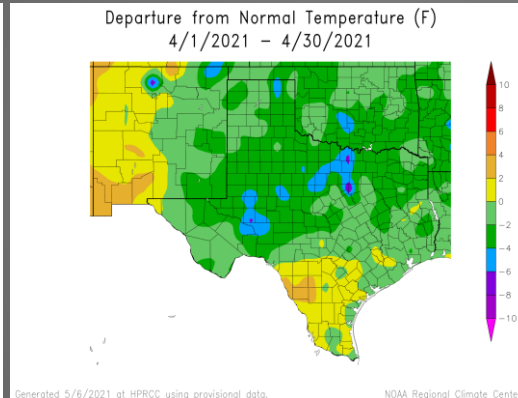 Departure from Normal Temperature (F)
4/1/2021 – 4/30/2021
10
8
6
4
2
0
-2
-4
-6
-8
-10
Generated 5/6/2021 at HPRCC using provisional data.
NOAA Regional Climate Cente